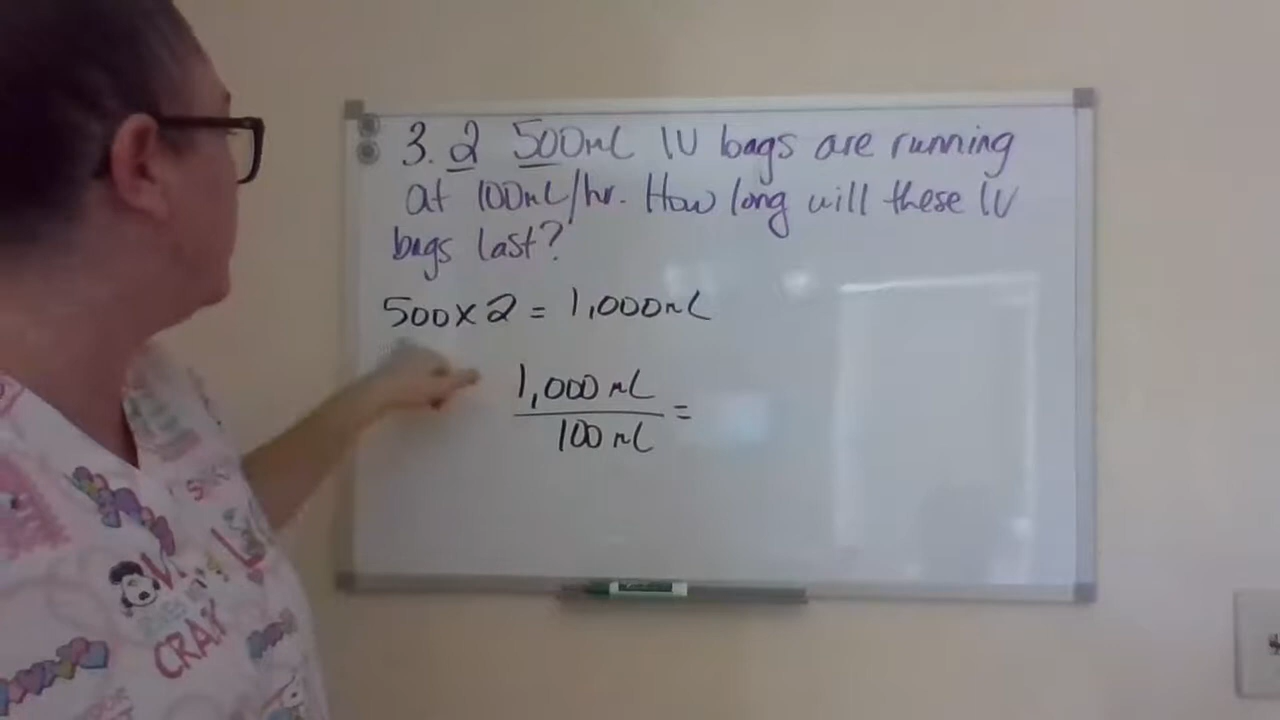 3. 2 500mL IV bags are running
at 100mL/hr. How long will these IV
bags last?
500 x 2 = 1,000mL
1,000 mL
100 mL
=
CRAY